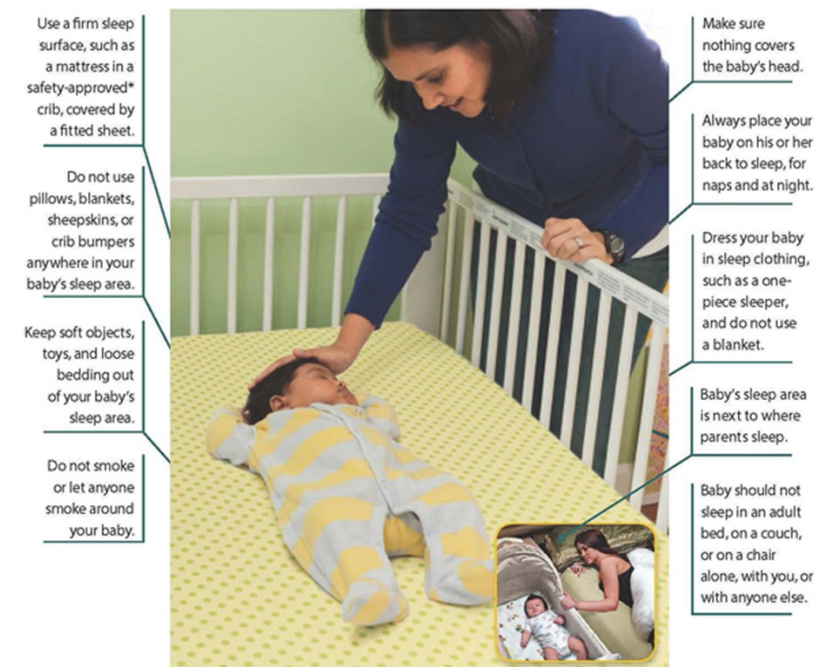 Use a firm sleep
surface, such as
a mattress in a
safety-approved*
crib, covered by
a fitted sheet.
Do not use
pillows, blankets,
sheepskins, or
crib bumpers
anywhere in your
baby's sleep area.
Keep soft objects,
toys, and loose
bedding out
of your baby's
sleep area.
Do not smoke
or let anyone
smoke around
your baby.
Make sure
nothing covers
the baby's head.
Always place your
baby on his or her
back to sleep, for
naps and at night.
Dress your baby
in sleep clothing,
such as a one-
piece sleeper,
and do not use
a blanket.
Baby's sleep area
is next to where
parents sleep.
Baby should not
sleep in an adult
bed, on a couch,
or on a chair
alone, with you, or
with anyone else.